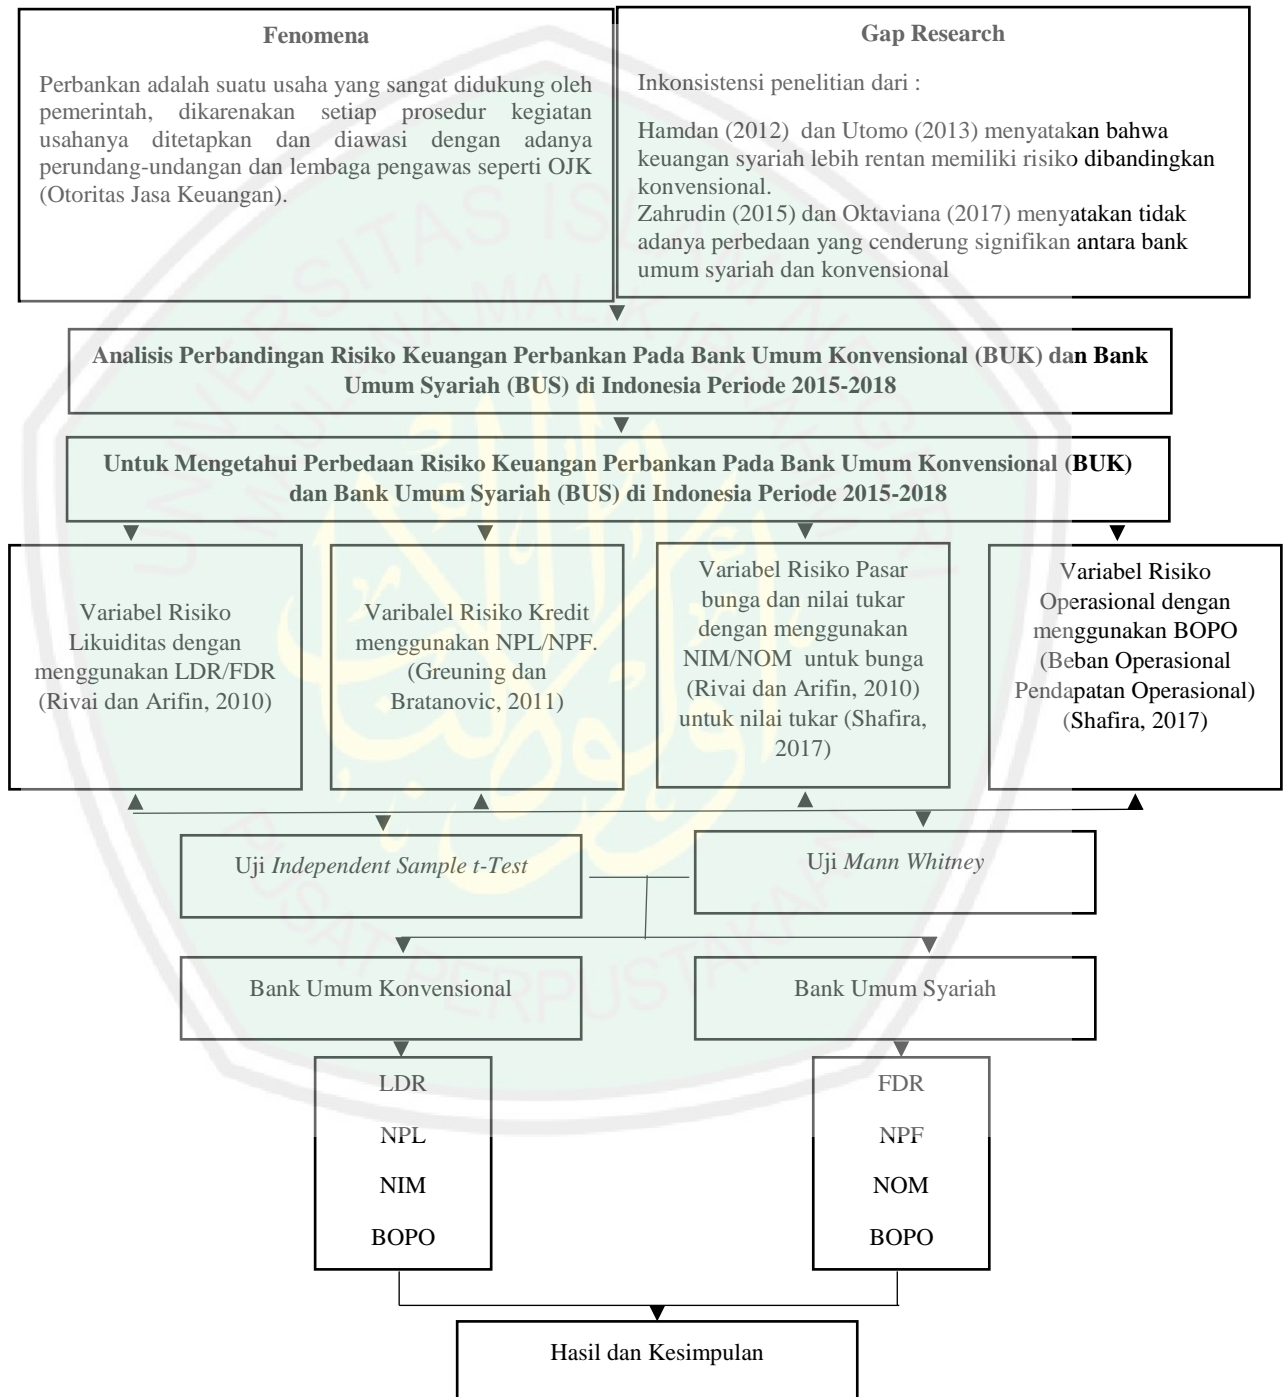 Fenomena
Perbankan adalah suatu usaha yang sangat didukung oleh
pemerintah, dikarenakan setiap prosedur kegiatan
usahanya ditetapkan dan diawasi dengan adanya
perundang-undangan dan lembaga pengawas seperti OJK
(Otoritas Jasa Keuangan).
Gap Research
Inkonsistensi penelitian dari :
Hamdan (2012) dan Utomo (2013) menyatakan bahwa
keuangan syariah lebih rentan memiliki risiko dibandingkan
konvensional.
Zahrudin (2015) dan Oktaviana (2017) menyatakan tidak
adanya perbedaan yang cenderung signifikan antara bank
umum syariah dan konvensional
Analisis Perbandingan Risiko Keuangan Perbankan Pada Bank Umum Konvensional (BUK) dan Bank
Umum Syariah (BUS) di Indonesia Periode 2015-2018
Untuk Mengetahui Perbedaan Risiko Keuangan Perbankan Pada Bank Umum Konvensional (BUK)
dan Bank Umum Syariah (BUS) di Indonesia Periode 2015-2018
Variabel Risiko
Likuiditas dengan
menggunakan LDR/FDR
(Rivai dan Arifin, 2010)
Varibalel Risiko Kredit
menggunakan NPL/NPF.
(Greuning dan
Bratanovic, 2011)
Variabel Risiko Pasar
bunga dan nilai tukar
dengan menggunakan
NIM/NOM untuk bunga
(Rivai dan Arifin, 2010)
untuk nilai tukar (Shafira,
2017)
Variabel Risiko
Operasional dengan
menggunakan BOPO
(Beban Operasional
Pendapatan Operasional)
(Shafira, 2017)
Uji Independent Sample t-Test
Uji Mann Whitney
Bank Umum Konvensional
Bank Umum Syariah
LDR
NPL
NIM
BOPO
FDR
NPF
NOM
BOPO
Hasil dan Kesimpulan
UNIVERSITAS ISLAM NEGERI
MAULANA MALIK IBRAHIM
PUSAT PERPUSTAKAAN